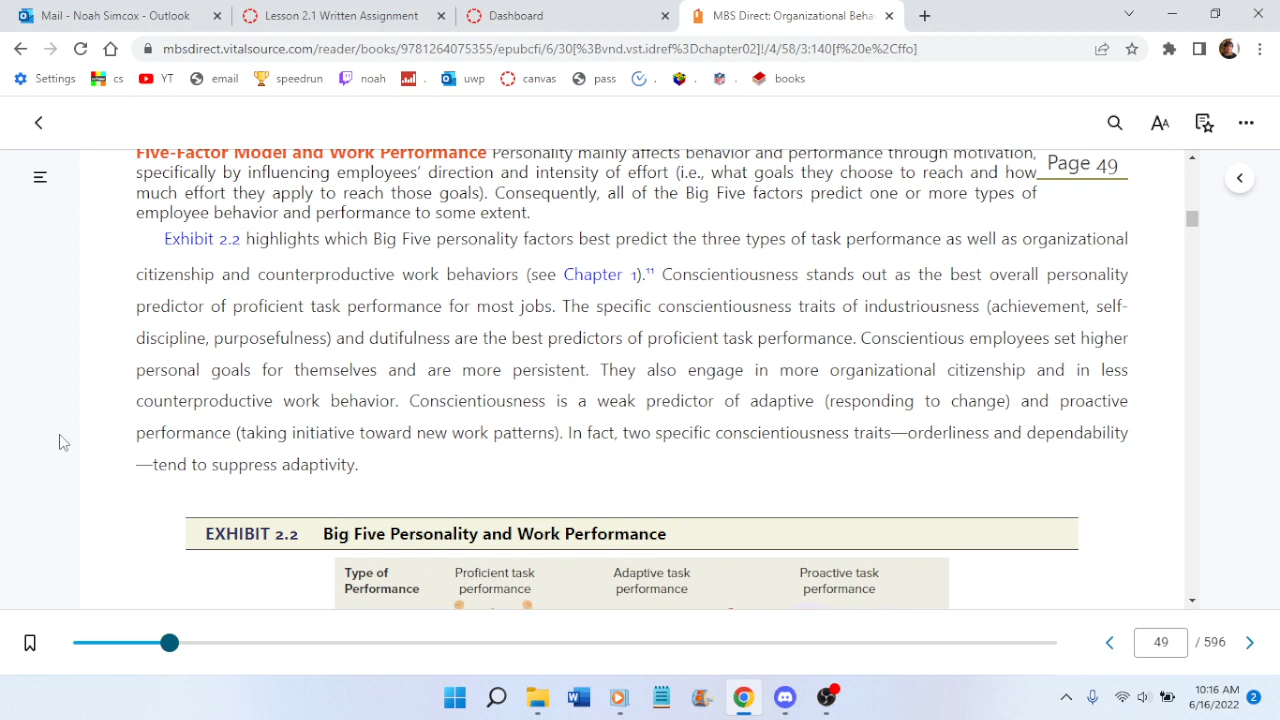 Mail - Noah Simcox - Outlook
Lesson 2.1 Written Assignment
Dashboard
MBS Direct: Organizational Beha
mbsdirect.vitalsource.com/reader/books/9781264075355/epubcfi/6/30[%3Bvnd.vst.idref%3Dchapter02]!/4/58/3:140[f%20e%2Cffo]
Settings cs YT email speedrun noah . uwp canvas pass . . . books
Five-Factor Model and Work Performance Personality mainly affects behavior and performance through motivation,
Page 49
specifically by influencing employees' direction and intensity of effort (i.e., what goals they choose to reach and how
much effort they apply to reach those goals). Consequently, all of the Big Five factors predict one or more types of
employee behavior and performance to some extent.
Exhibit 2.2 highlights which Big Five personality factors best predict the three types of task performance as well as organizational
citizenship and counterproductive work behaviors (see Chapter 1).11 Conscientiousness stands out as the best overall personality
predictor of proficient task performance for most jobs. The specific conscientiousness traits of industriousness (achievement, self-
discipline, purposefulness) and dutifulness are the best predictors of proficient task performance. Conscientious employees set higher
personal goals for themselves and are more persistent. They also engage in more organizational citizenship and in less
counterproductive work behavior. Conscientiousness is a weak predictor of adaptive (responding to change) and proactive
performance (taking initiative toward new work patterns). In fact, two specific conscientiousness traits—orderliness and dependability
—tend to suppress adaptivity.
EXHIBIT 2.2 Big Five Personality and Work Performance
Type of Performance
Proficient task performance
Adaptive task performance
Proactive task performance
49 / 596
10:16 AM
6/16/2022
2